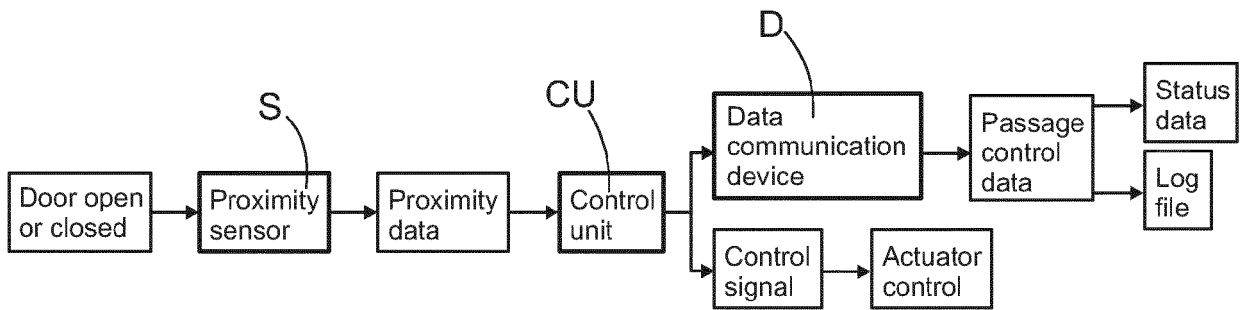 D
CU
S
Data
communication
device
Passage
control
data
Status
data
Log
file
Door open
or closed
Proximity
sensor
Proximity
data
Control
unit
Control
signal
Actuator
control